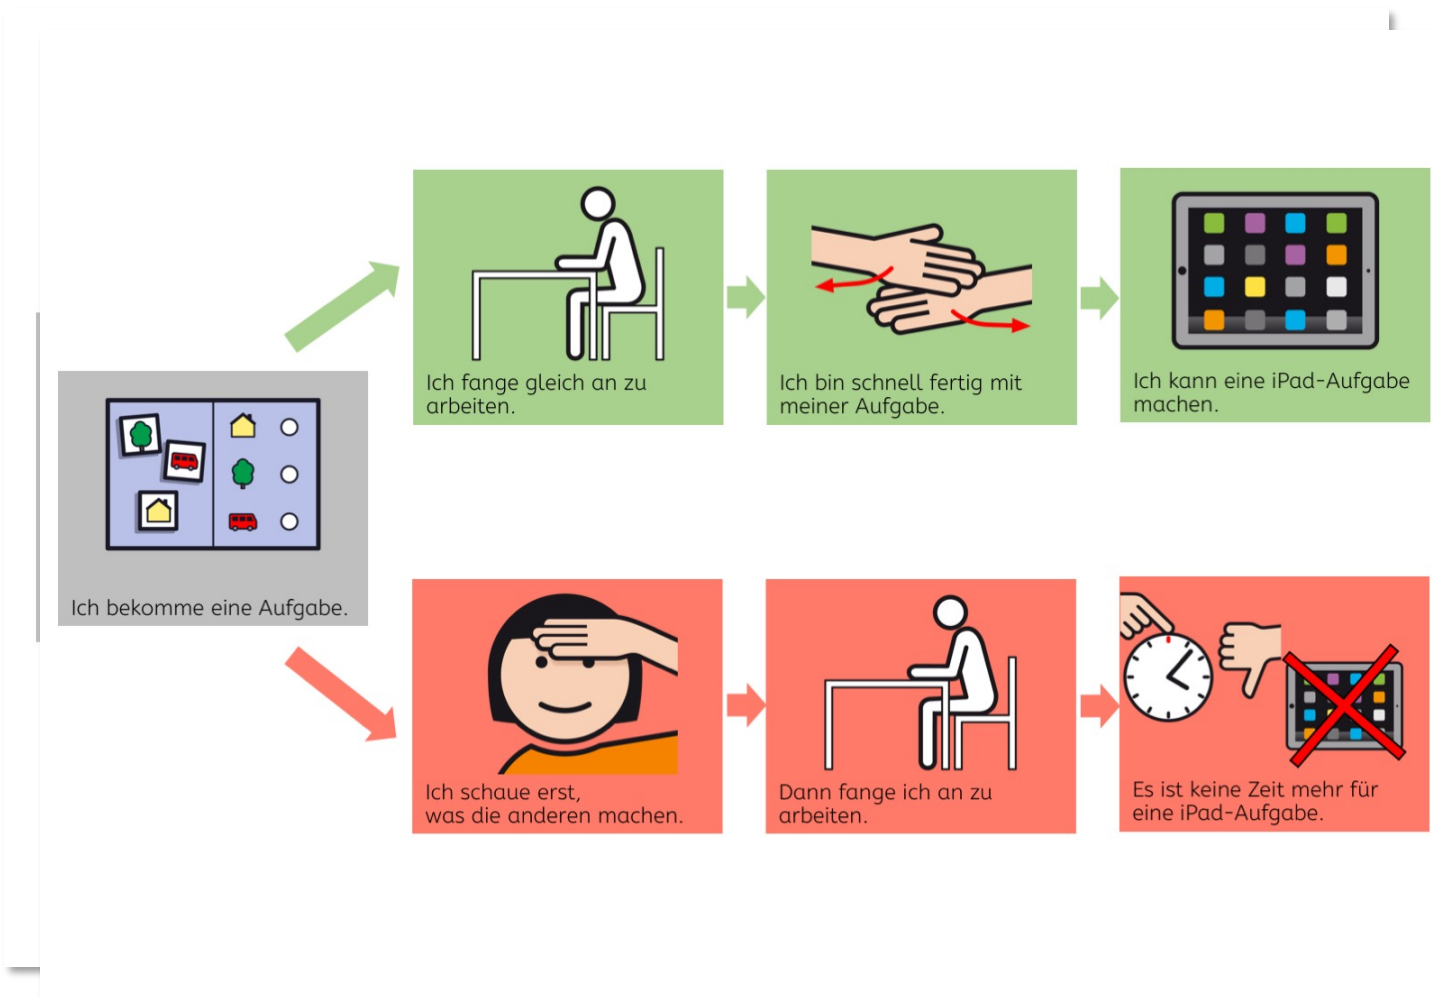 Ich fange gleich an zu
arbeiten.
Ich bin schnell fertig mit
meiner Aufgabe.
Ich kann eine iPad-Aufgabe
machen.
Ich bekomme eine Aufgabe.
Ich schaue erst,
was die anderen machen.
Dann fange ich an zu
arbeiten.
Es ist keine Zeit mehr für
eine iPad-Aufgabe.